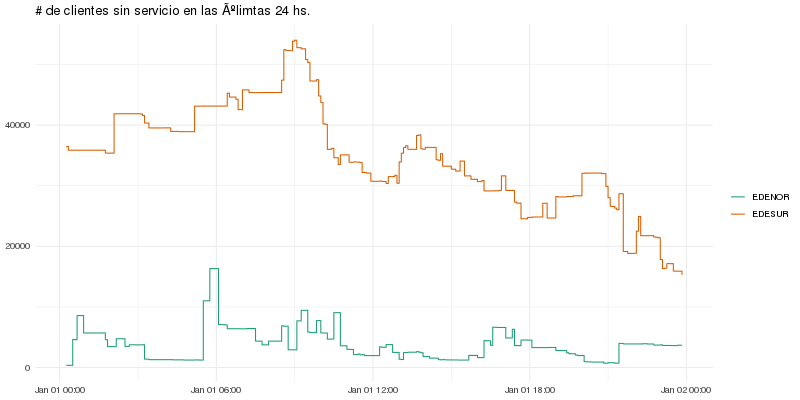 # de clientes sin servicio en las Ãºlimtas 24 hs.
40000
20000
0
Jan 01 00:00 Jan 01 06:00 Jan 01 12:00 Jan 01 18:00 Jan 02 00:00
EDENOR
EDESUR